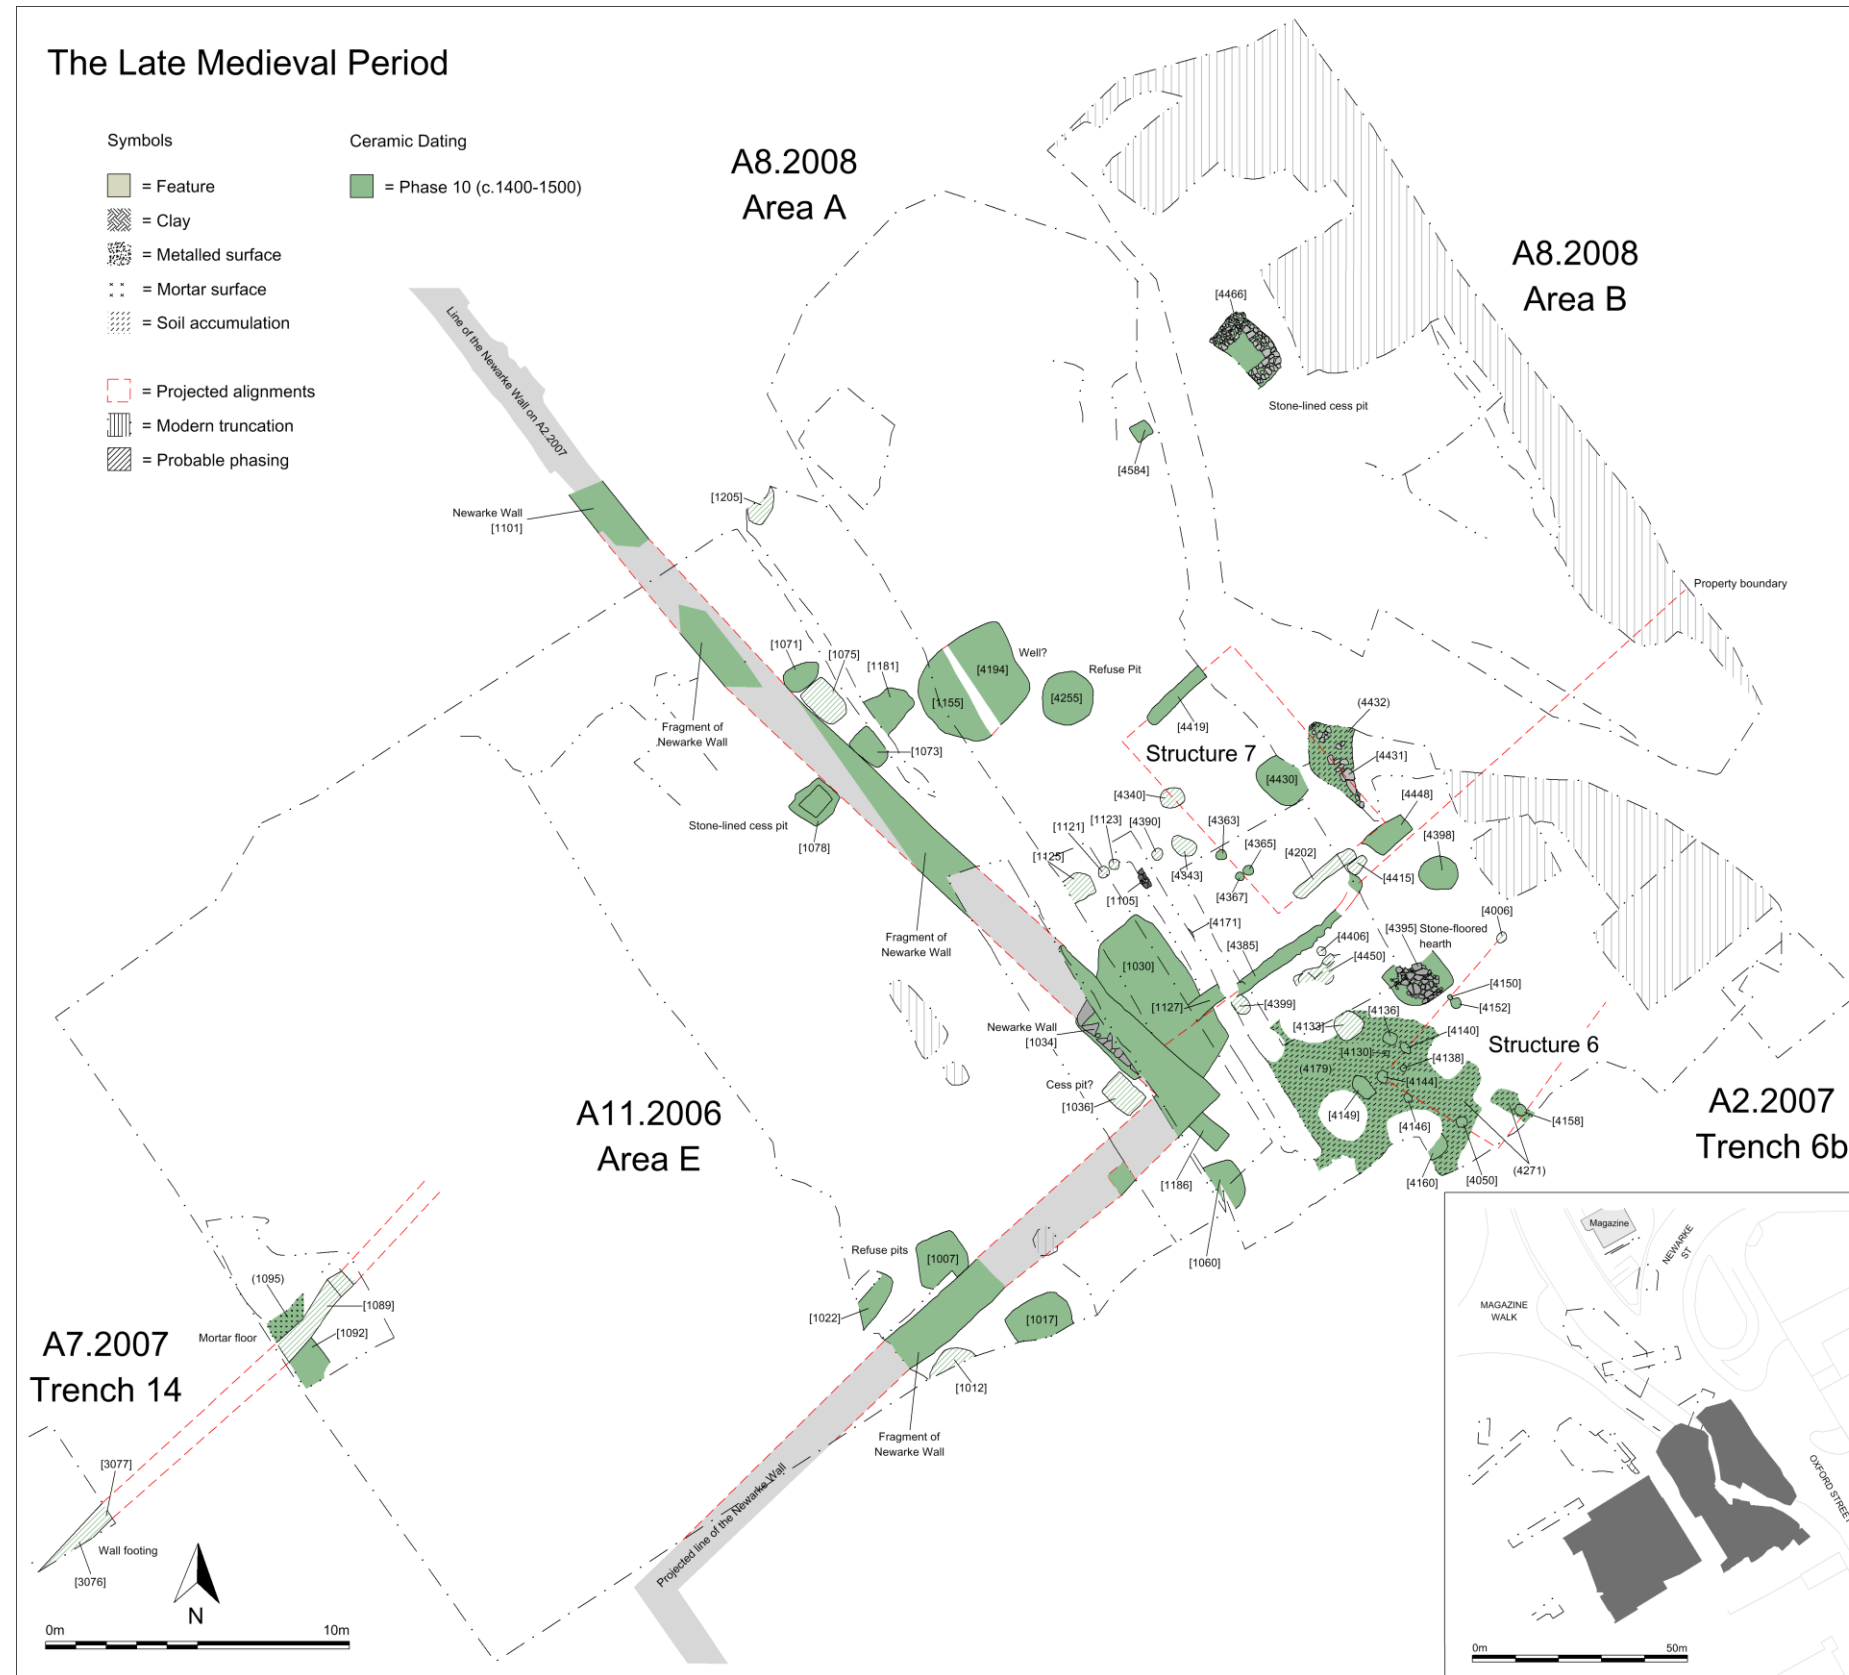 The Late Medieval Period
Symbols
= Feature
= Clay
= Metalled surface
= Mortar surface
= Soil accumulation
= Projected alignments
= Modern truncation
= Probable phasing
Ceramic Dating
= Phase 10 (c.1400-1500)
A8.2008
Area A
A8.2008
Area B
[4466]
Stone-lined cess pit
[4584]
Line of the Newarke Wall on A2.2007
Newarke Wall
[1101]
[1205]
Property boundary
[1071]
[1075]
[1181]
[1155]
[4194]
Well?
Refuse Pit
[4255]
[4419]
Structure 7
(4432)
[4431]
[4430]
[4448]
Fragment of
Newarke Wall
[1073]
Stone-lined cess pit
[1078]
[4340]
[1121]
[1123]
[4390]
[4363]
[4365]
[4202]
[4398]
[1125]
[4343]
[4367]
[4415]
[1105]
[4171]
[4006]
[4385]
[4406]
[4395]
Stone-floored
hearth
[4450]
Fragment of
Newarke Wall
[1030]
[1127]
[4399]
[4150]
[4152]
[4136]
[4133]
[4140]
Structure 6
Newarke Wall
[1034]
[4130]
[4138]
(4179)
[4144]
Cess pit?
[1036]
[4149]
[4146]
[4158]
A11.2006
Area E
A2.2007
Trench 6b
(4271)
[4160]
[4050]
[1186]
[1060]
Refuse pits
[1007]
[1022]
[1017]
[1012]
Fragment of
Newarke Wall
(1095)
[1089]
[1092]
Mortar floor
A7.2007
Trench 14
[3077]
Wall footing
[3076]
Projected line of the Newarke Wall
N
0m
10m
Magazine
NEWARKE
ST
MAGAZINE
WALK
OXFORD STREET
0m
50m